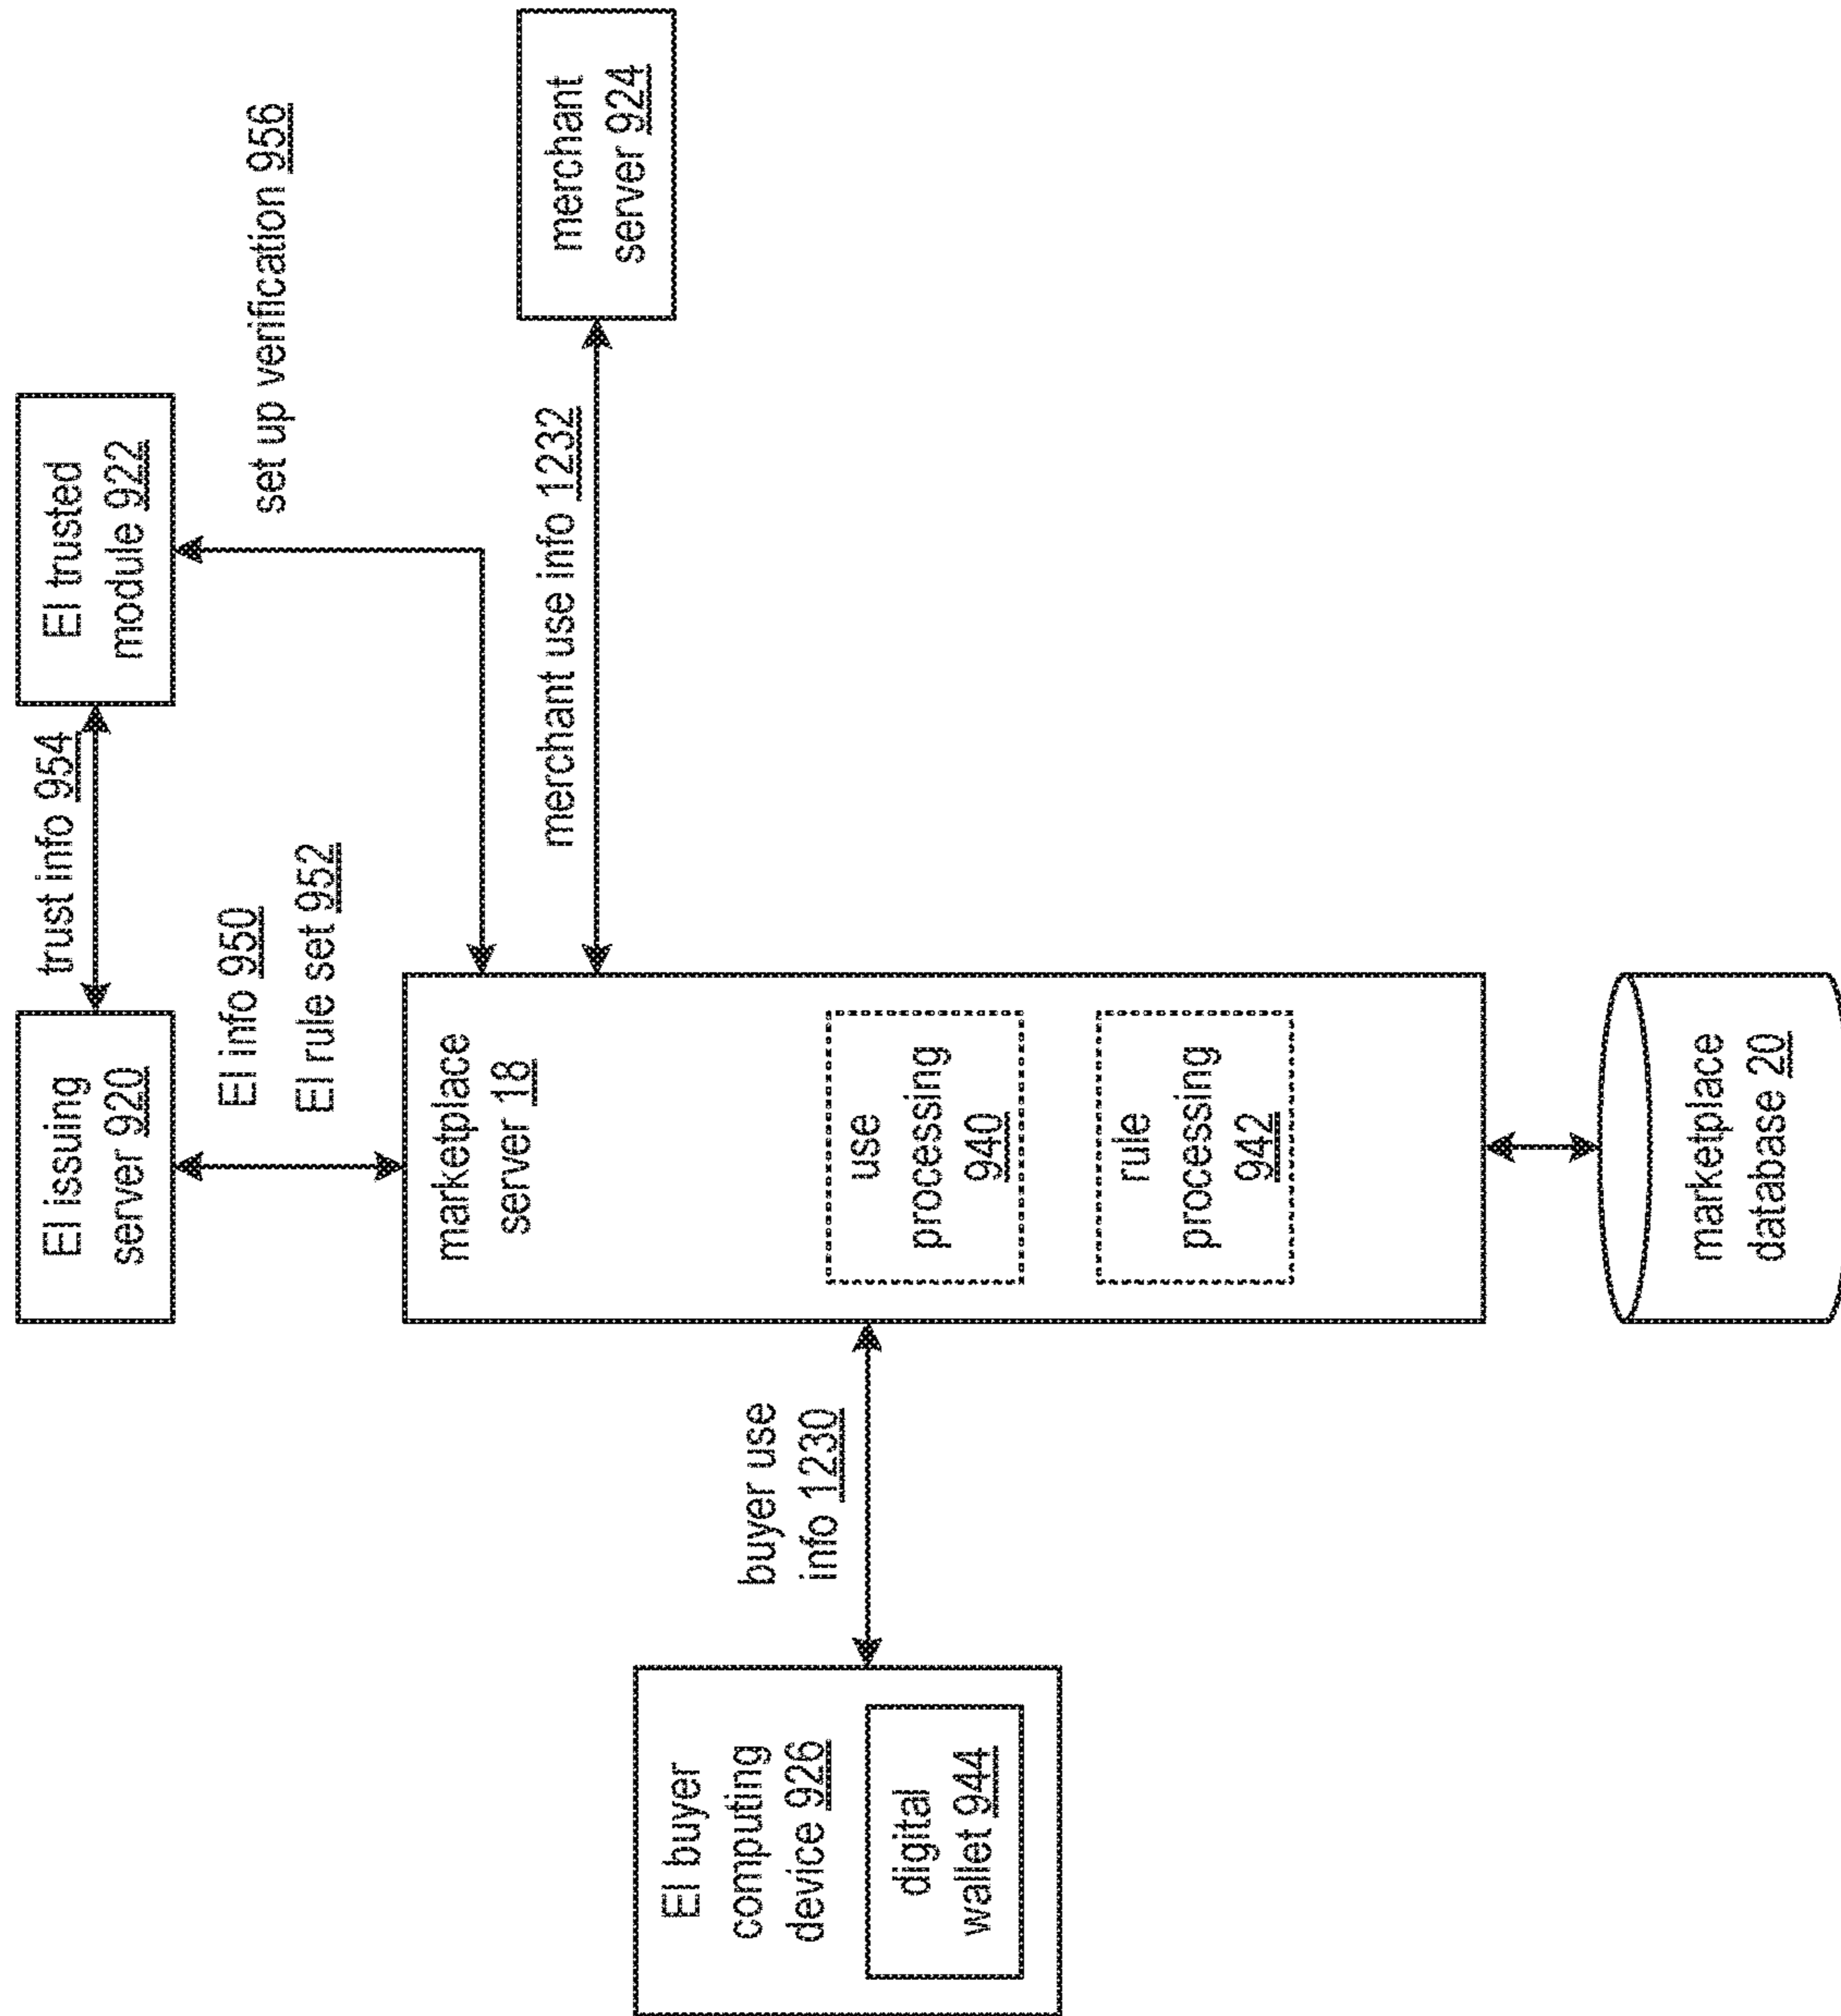 EI issuing
server 920
trust info 954
EI trusted
module 922
EI info 950
EI rule set 952
set up verification 956
marketplace
server 18
merchant use info 1232
merchant
server 924
buyer use
info 1230
EI buyer
computing
device 926
digital
wallet 944
use
processing
940
rule
processing
942
marketplace
database 20